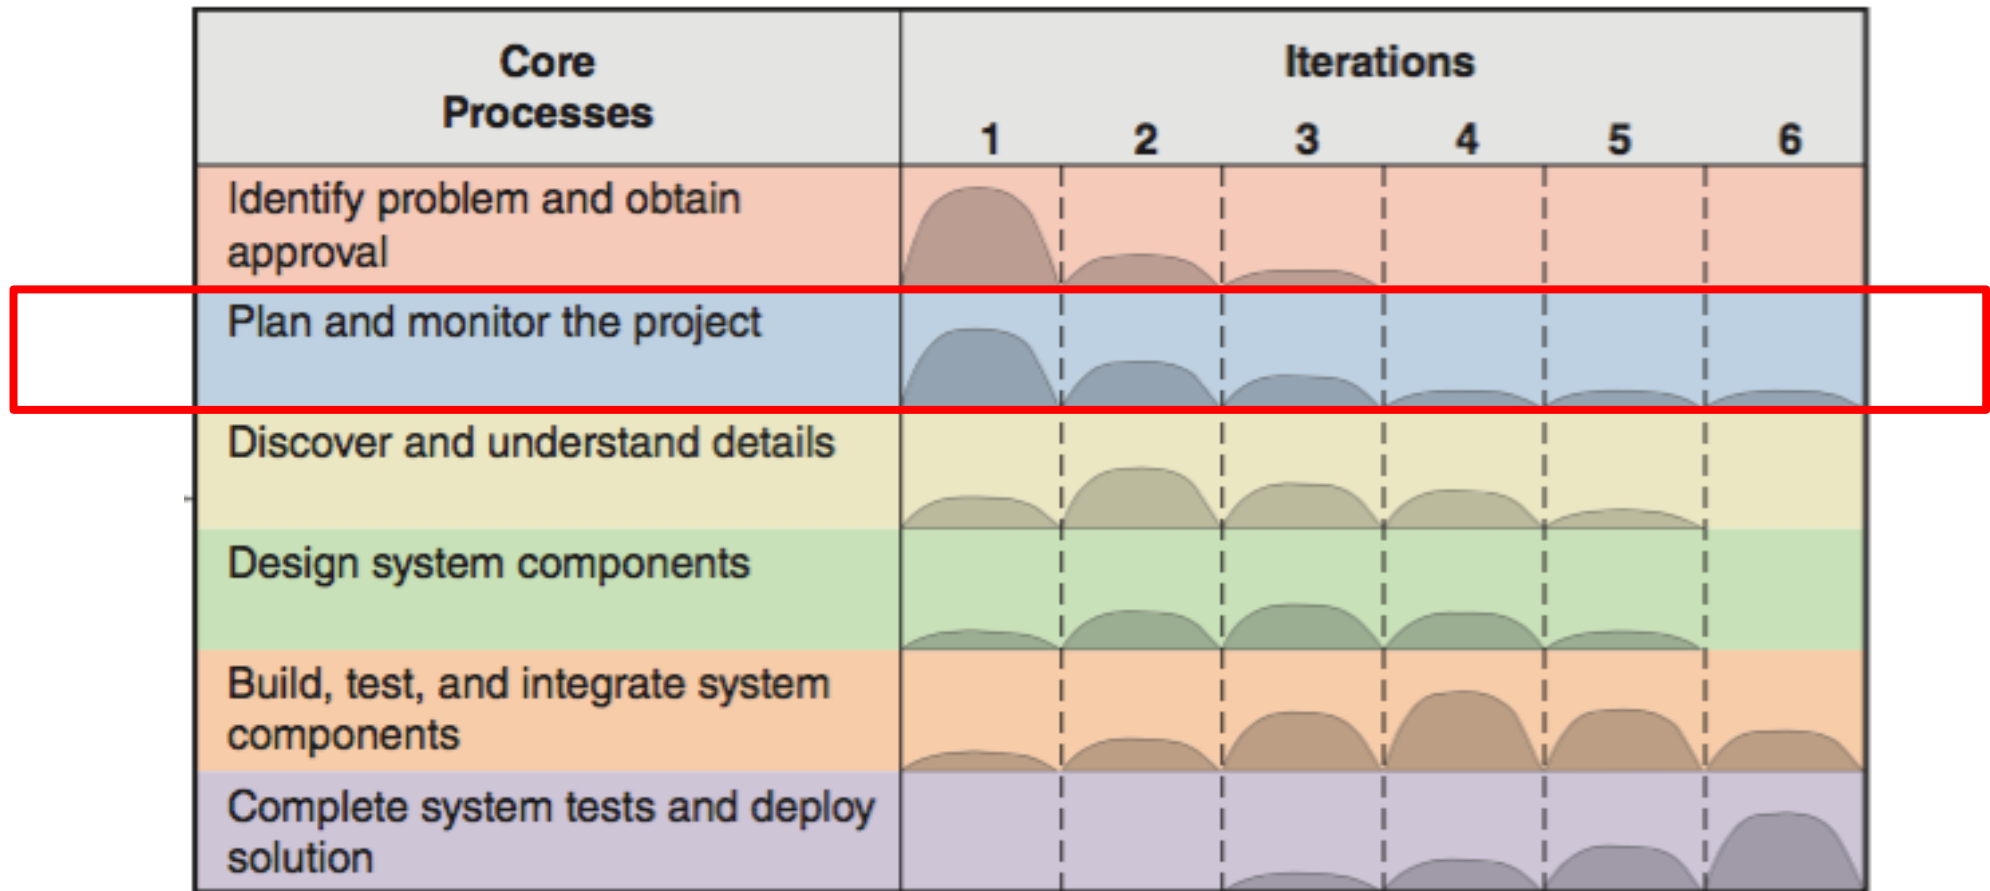 Core
Processes
Iterations
1 2 3 4 5 6
Identify problem and obtain
approval
Plan and monitor the project
Discover and understand details
Design system components
Build, test, and integrate system
components
Complete system tests and deploy
solution